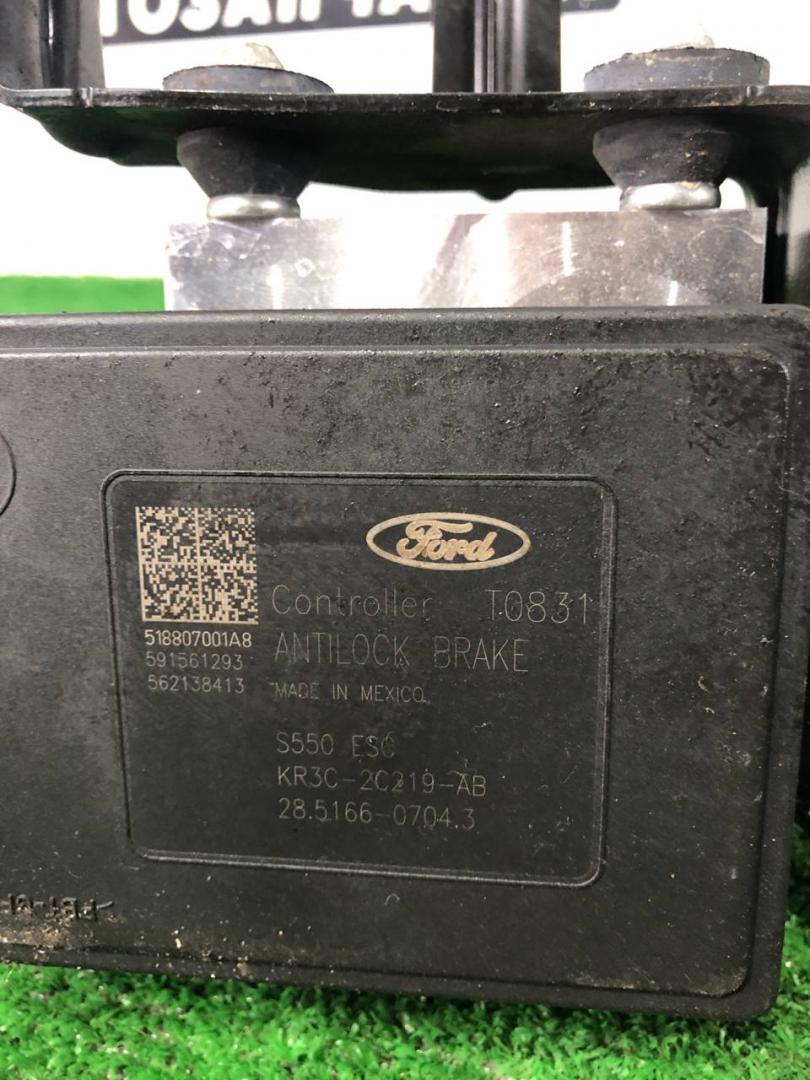 Ford
Controller T0831
ANTILOCK BRAKE
MADE IN MEXICO
518807001A8
591561293
562138413
S550 ESC
KR3C-2C219-AB
28.5166-0704.3